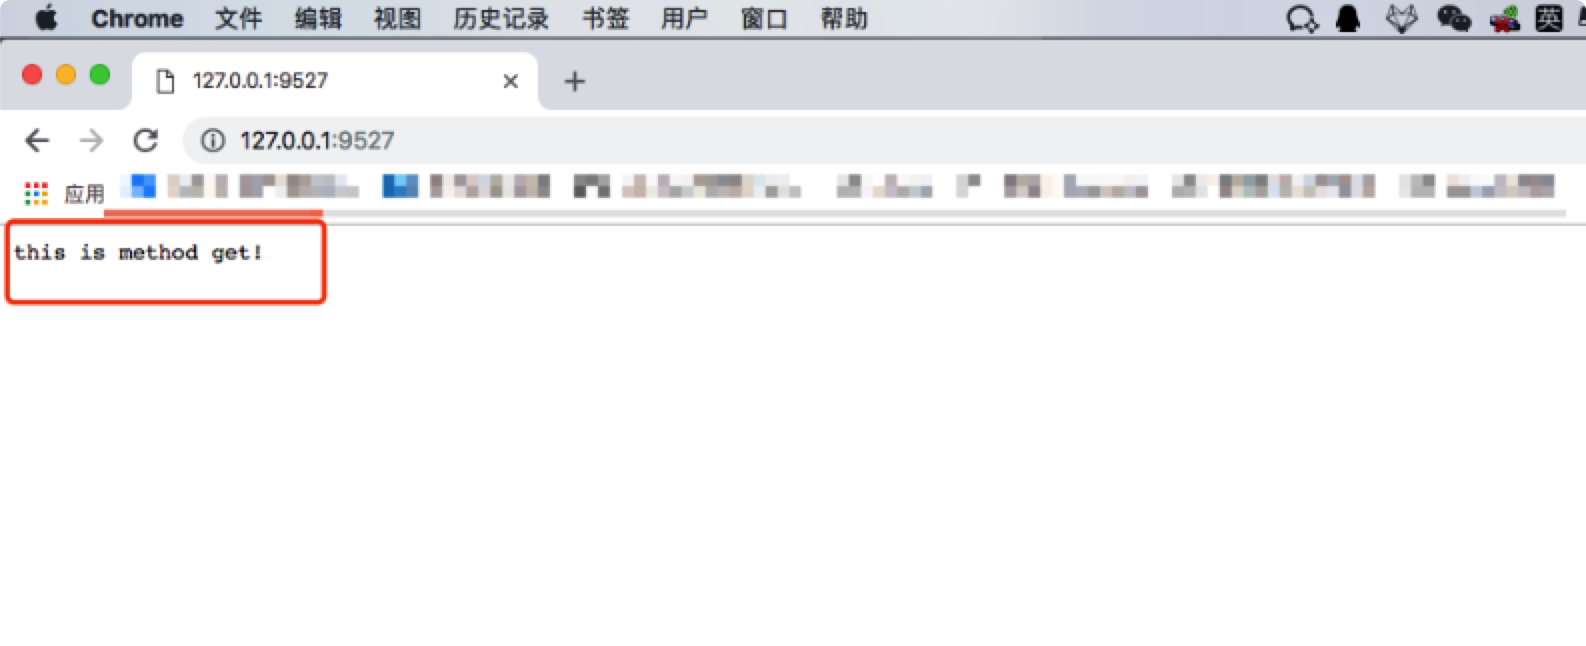 Chrome 文件 编辑 视图 历史记录 书签 用户 窗口 帮助 英
127.0.0.1:9527
127.0.0.1:9527
应用
this is method get!